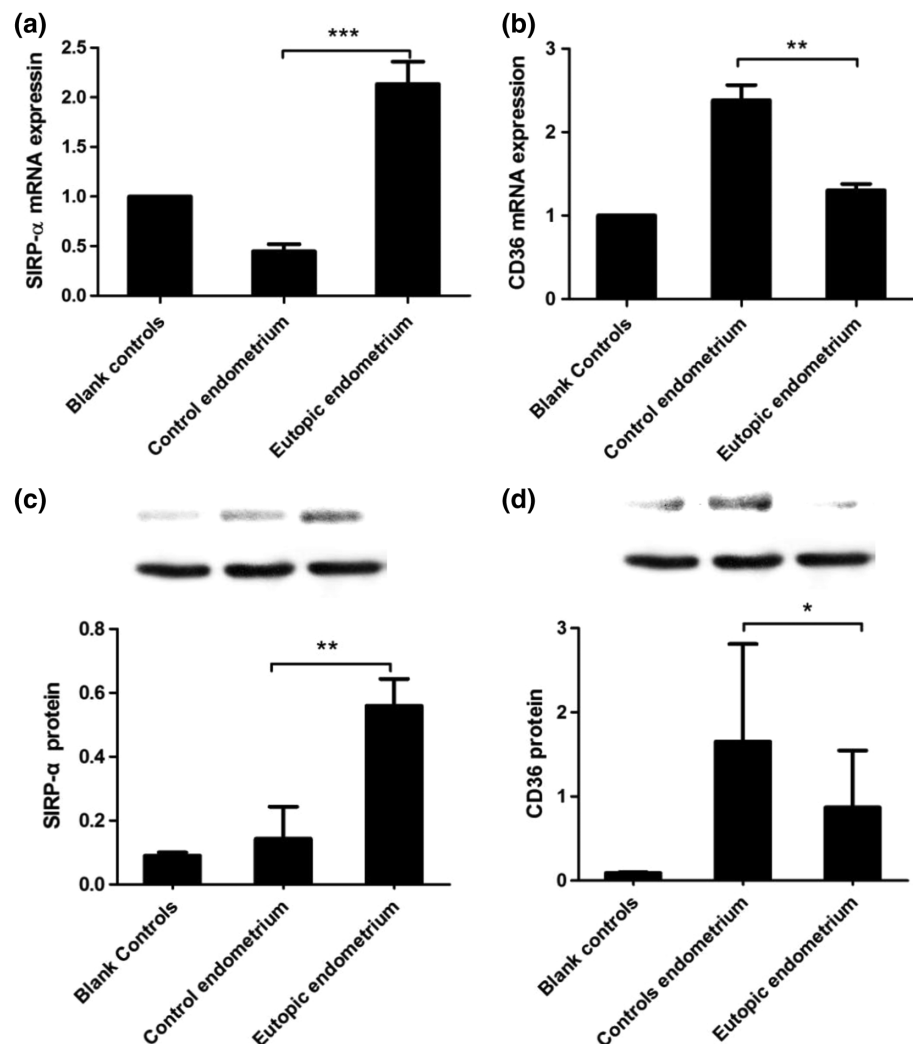 (a)
***
SIRP-α mRNA expressin
2.5
2.0
1.5
1.0
0.5
0.0
Blank controls
Control endometrium
Eutopic endometrium
(b)
**
CD36 mRNA expression
3
2
1
0
Blank Controls
Control endometrium
Eutopic endometrium
(c)
**
SIRP-α protein
0.8
0.6
0.4
0.2
0.0
Blank Controls
Control endometrium
Eutopic endometrium
(d)
*
CD36 protein
3
2
1
0
Blank controls
Controls endometrium
Eutopic endometrium